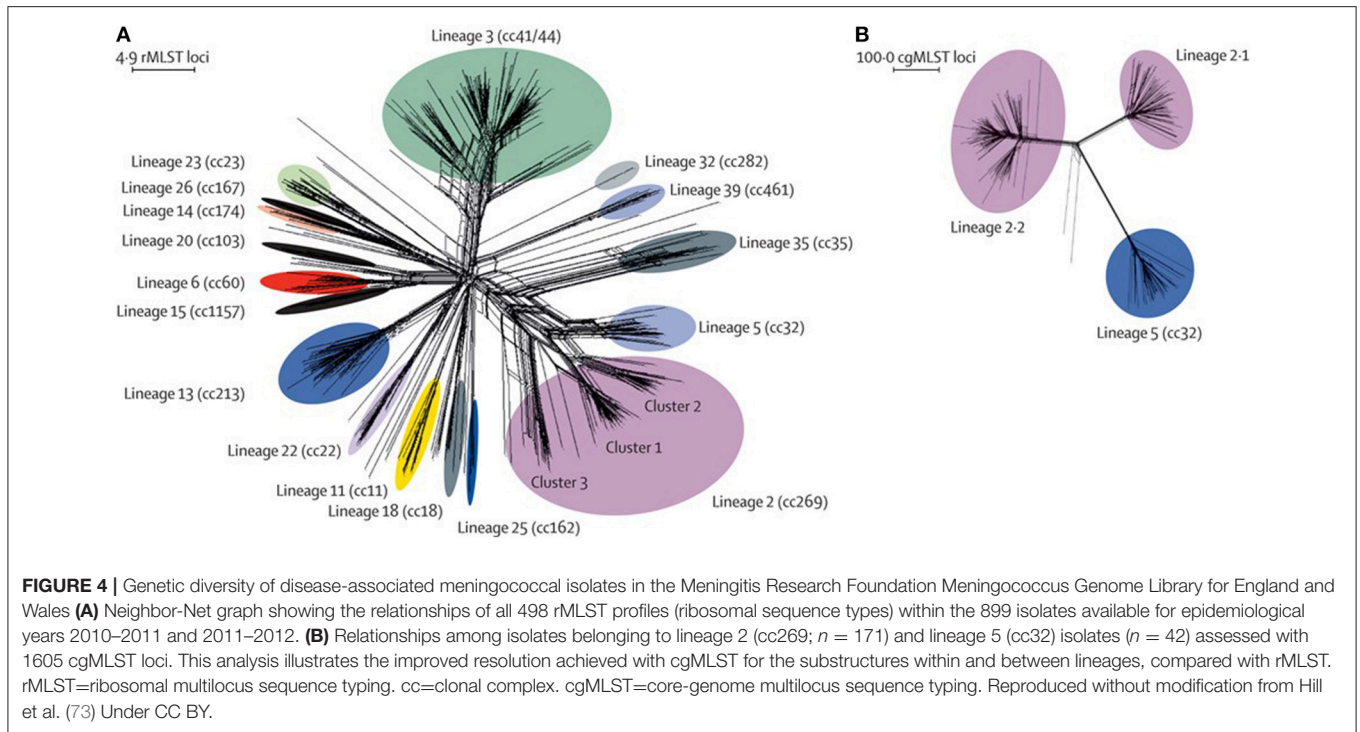 A
4·9 rMLST loci
Lineage 3 (cc41/44)
Lineage 23 (cc23)
Lineage 26 (cc167)
Lineage 14 (cc174)
Lineage 20 (cc103)
Lineage 6 (cc60)
Lineage 15 (cc1157)
Lineage 13 (cc213)
Lineage 22 (cc22)
Lineage 11 (cc11)
Lineage 18 (cc18)
Lineage 25 (cc162)
Lineage 32 (cc282)
Lineage 39 (cc461)
Lineage 35 (cc35)
Lineage 5 (cc32)
Cluster 2
Cluster 1
Cluster 3
Lineage 2 (cc269)
B
100·0 cgMLST loci
Lineage 2·1
Lineage 2·2
Lineage 5 (cc32)
FIGURE 4 | Genetic diversity of disease-associated meningococcal isolates in the Meningitis Research Foundation Meningococcus Genome Library for England and
Wales (A) Neighbor-Net graph showing the relationships of all 498 rMLST profiles (ribosomal sequence types) within the 899 isolates available for epidemiological
years 2010–2011 and 2011–2012. (B) Relationships among isolates belonging to lineage 2 (cc269; n = 171) and lineage 5 (cc32) isolates (n = 42) assessed with
1605 cgMLST loci. This analysis illustrates the improved resolution achieved with cgMLST for the substructures within and between lineages, compared with rMLST.
rMLST=ribosomal multilocus sequence typing. cc=clonal complex. cgMLST=core-genome multilocus sequence typing. Reproduced without modification from Hill
et al. (73) Under CC BY.